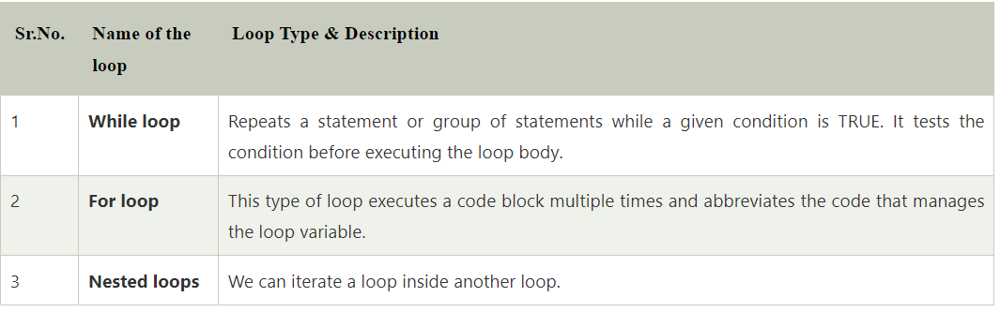 Sr.No. Name of the loop Loop Type & Description
1 While loop Repeats a statement or group of statements while a given condition is TRUE. It tests the
condition before executing the loop body.
2 For loop This type of loop executes a code block multiple times and abbreviates the code that manages
the loop variable.
3 Nested loops We can iterate a loop inside another loop.